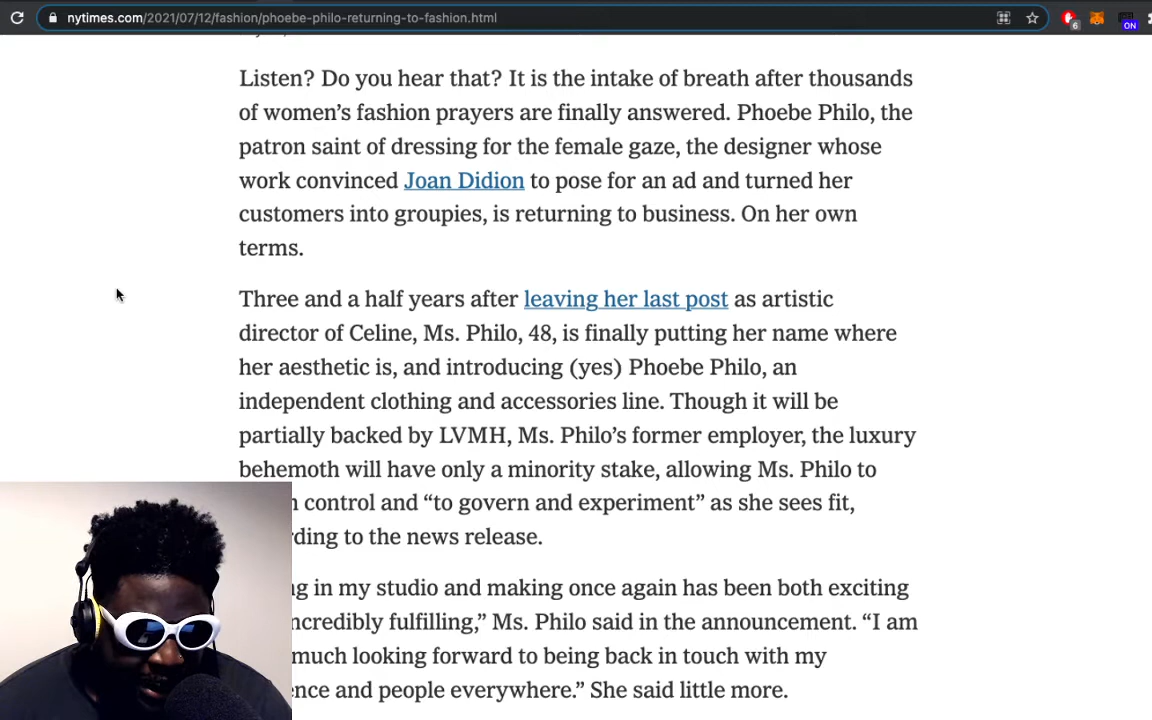 nytimes.com/2021/07/12/fashion/phoebe-philo-returning-to-fashion.html
6
ON
Listen? Do you hear that? It is the intake of breath after thousands
of women’s fashion prayers are finally answered. Phoebe Philo, the
patron saint of dressing for the female gaze, the designer whose
work convinced Joan Didion to pose for an ad and turned her
customers into groupies, is returning to business. On her own
terms.
Three and a half years after leaving her last post as artistic
director of Celine, Ms. Philo, 48, is finally putting her name where
her aesthetic is, and introducing (yes) Phoebe Philo, an
independent clothing and accessories line. Though it will be
partially backed by LVMH, Ms. Philo’s former employer, the luxury
behemoth will have only a minority stake, allowing Ms. Philo to
control and “to govern and experiment” as she sees fit,
rding to the news release.
ng in my studio and making once again has been both exciting
ncredibly fulfilling,” Ms. Philo said in the announcement. “I am
much looking forward to being back in touch with my
ence and people everywhere.” She said little more.